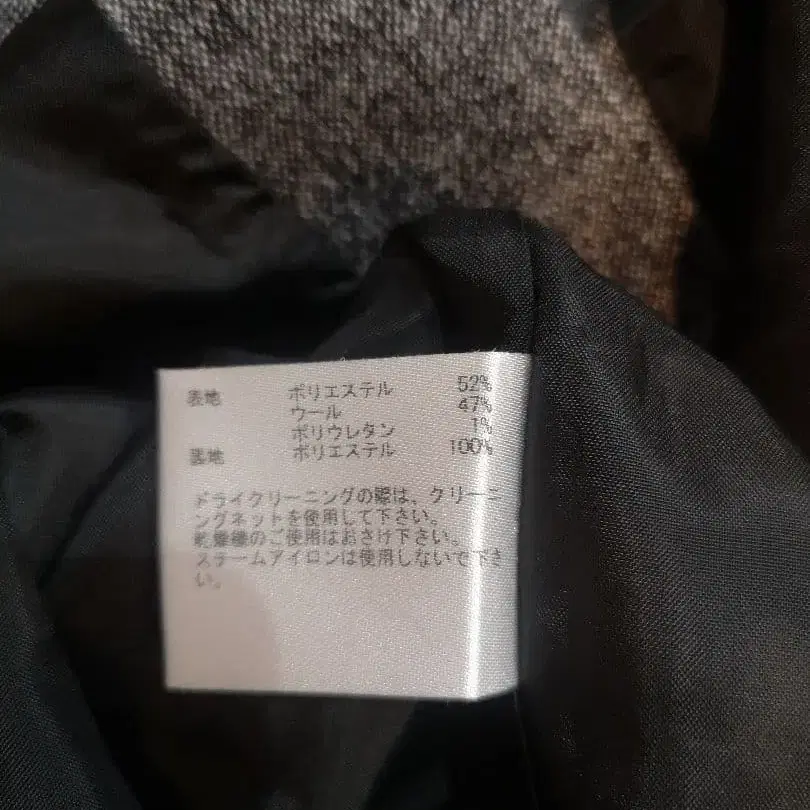 表地 ポリエステル 52%
ウール 47%
ポリウレタン 1%
裏地 ポリエステル 100%
ドライクリーニングの際は、クリーニ
ングネットを使用して下さい。
乾燥機のご使用はおさけ下さい。
スチームアイロンは使用しないで下さ
い。